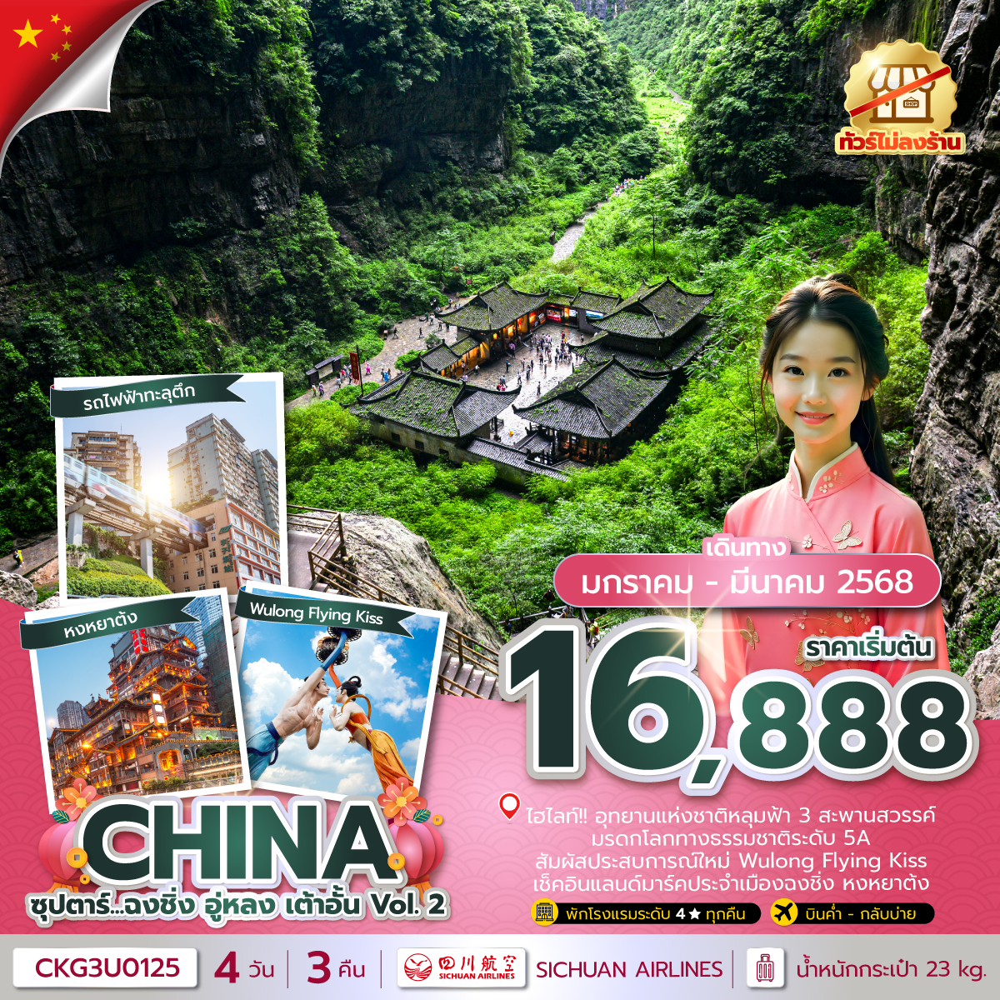 SHOP
ทัวร์ไม่ลงร้าน
รถไฟฟ้าทะลุตึก
หงหยาต้ง
Wulong Flying Kiss
เดินทาง
มกราคม - มีนาคม 2568
ราคาเริ่มต้น
16,888
CHINA
ซุปตาร์...ฉงชิ่ง อู่หลง เต้าอั้น Vol. 2
ไฮไลท์!! อุทยานแห่งชาติหลุมฟ้า 3 สะพานสวรรค์
มรดกโลกทางธรรมชาติระดับ 5A
สัมผัสประสบการณ์ใหม่ Wulong Flying Kiss
เช็คอินแลนด์มาร์คประจำเมืองฉงชิ่ง หงหยาต้ง
พักโรงแรมระดับ 4★ ทุกคืน
บินค่ำ - กลับบ่าย
CKG3U0125
4 วัน
3 คืน
四川航空
SICHUAN AIRLINES
SICHUAN AIRLINES
น้ำหนักกระเป๋า 23 kg.